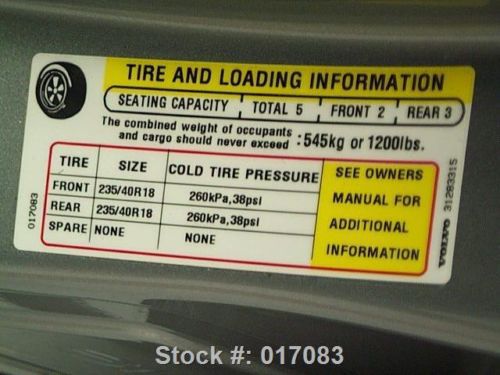 TIRE AND LOADING INFORMATION
SEATING CAPACITY TOTAL 5 FRONT 2 REAR 3
The combined weight of occupants
and cargo should never exceed :545kg or 1200lbs.
TIRE SIZE COLD TIRE PRESSURE
FRONT 235/40R18 260kPa,38psi
REAR 235/40R18 260kPa,38psi
SPARE NONE NONE
SEE OWNERS
MANUAL FOR
ADDITIONAL
INFORMATION
017083
VOLVO 31283315
Stock #: 017083